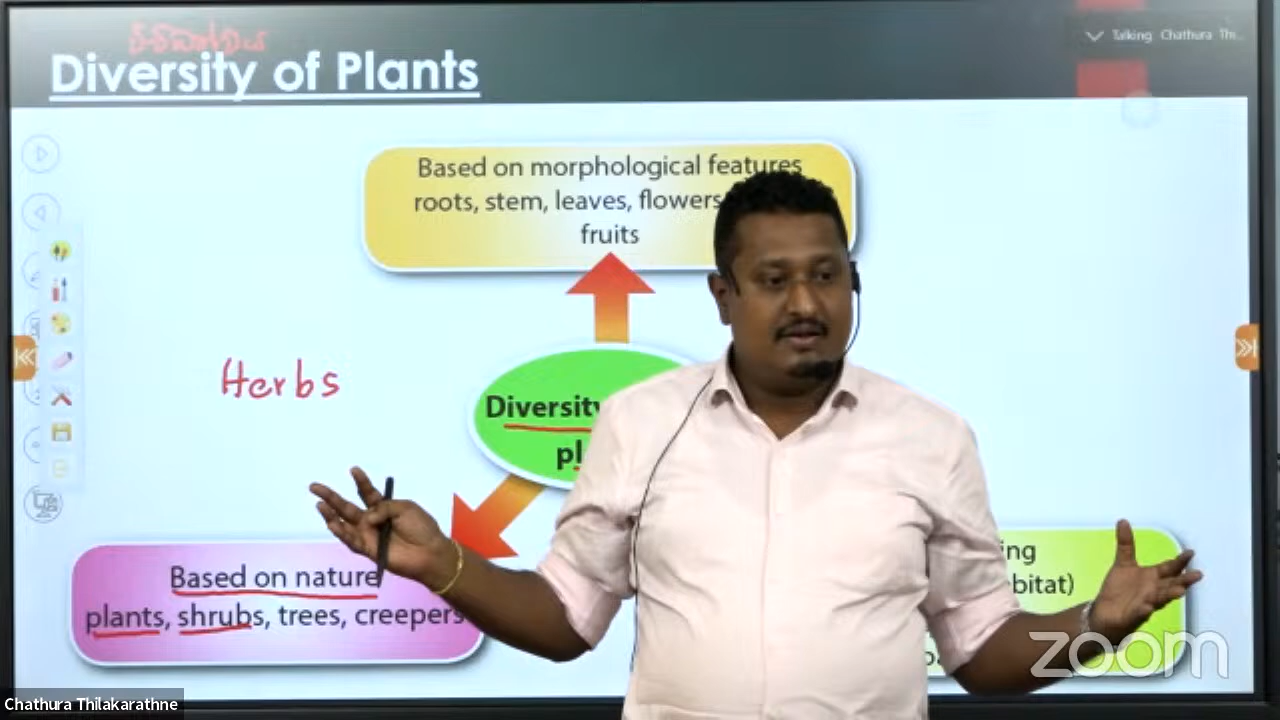 Talking Chathura Th...
Diversity of Plants
Based on morphological features
roots, stem, leaves, flowers
fruits
Herbs
Diversity
pl
ing
Based on nature
bitat)
plants, shrubs, trees, creepers
zoom
Chathura Thilakarathne